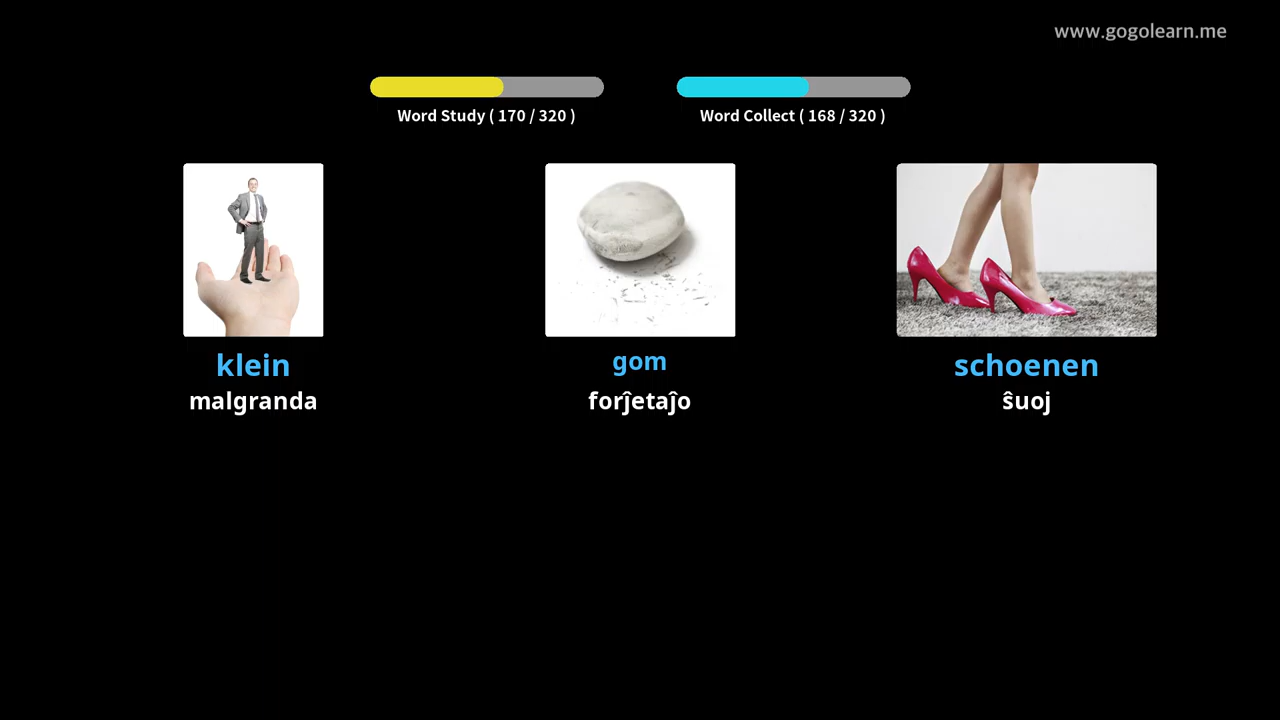 www.gogolearn.me
Word Study ( 170 / 320 )
Word Collect ( 168 / 320 )
klein
malgranda
gom
forĵetaĵo
schoenen
ŝuoj